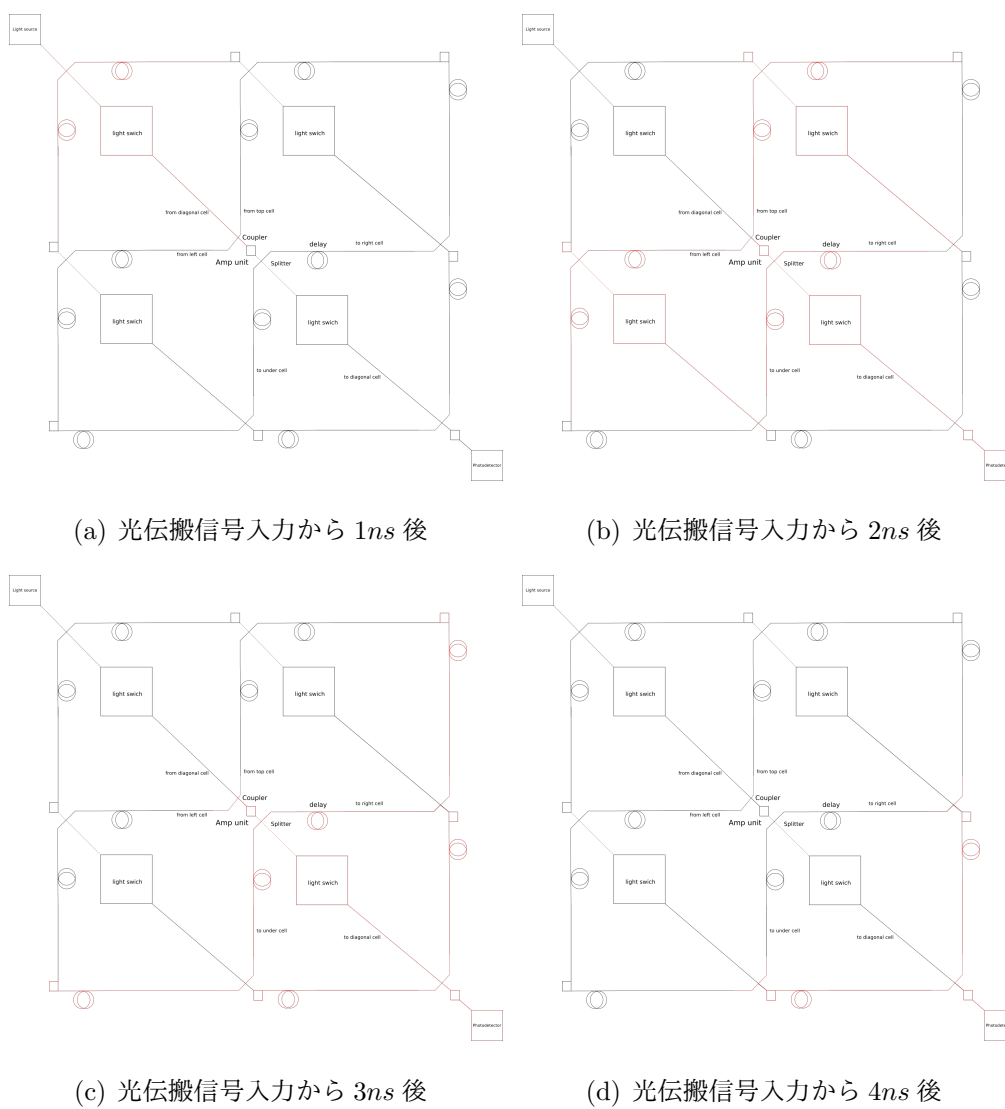 Light source
light swich
light swich
from diagonal cell
from top cell
Coupler
delay
to right cell
from left cell
Amp unit
Splitter
light swich
light swich
to under cell
to diagonal cell
Photodetector
(a) 光伝搬信号入力から 1ns 後
Light source
light swich
light swich
from diagonal cell
from top cell
Coupler
delay
to right cell
from left cell
Amp unit
Splitter
light swich
light swich
to under cell
to diagonal cell
Photodete
(b) 光伝搬信号入力から 2ns 後
Light source
light swich
light swich
from diagonal cell
from top cell
Coupler
delay
to right cell
from left cell
Amp unit
Splitter
light swich
light swich
to under cell
to diagonal cell
Photodetector
(c) 光伝搬信号入力から 3ns 後
Light source
light swich
light swich
from diagonal cell
from top cell
Coupler
delay
to right cell
from left cell
Amp unit
Splitter
light swich
light swich
to under cell
to diagonal cell
Photodete
(d) 光伝搬信号入力から 4ns 後